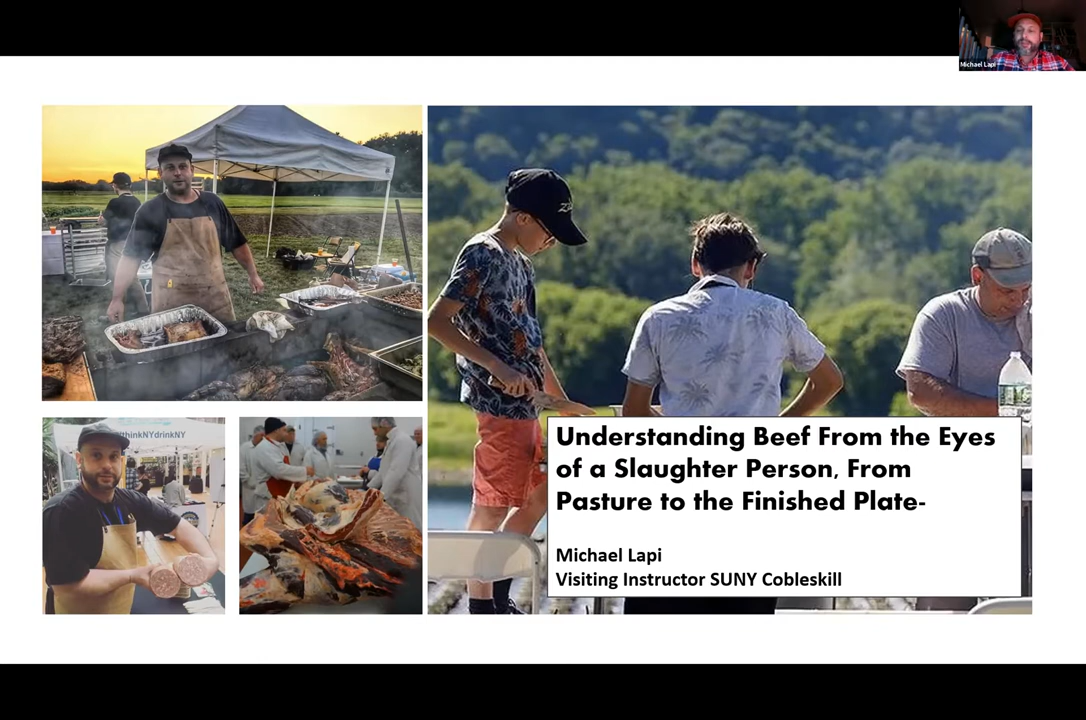 Michael Lapi
thinkNYdrinkNY
Understanding Beef From the Eyes
of a Slaughter Person, From
Pasture to the Finished Plate-
Michael Lapi
Visiting Instructor SUNY Cobleskill